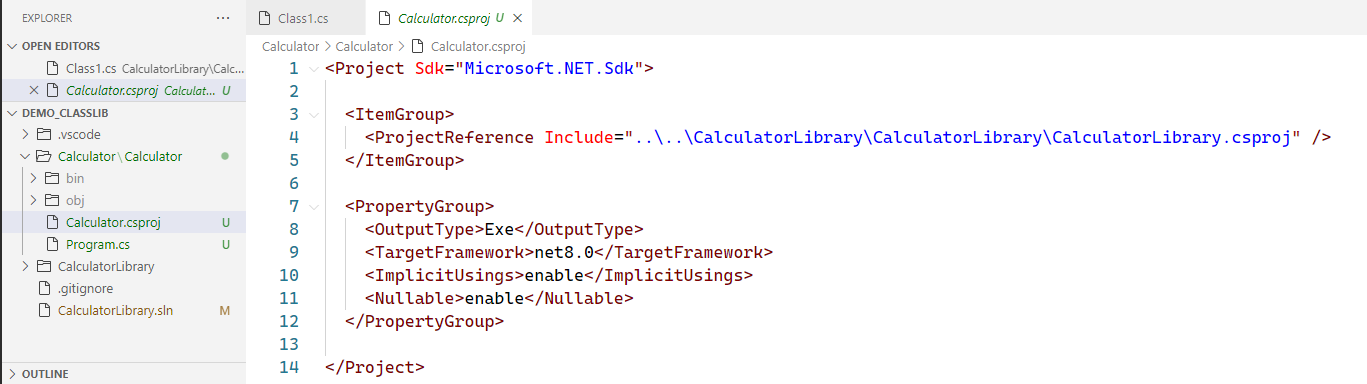 EXPLORER ...
OPEN EDITORS
Class1.cs CalculatorLibrary\Calc...
Calculator.csproj Calculat... U
DEMO_CLASSLIB
.vscode
Calculator\Calculator
bin
obj
Calculator.csproj U
Program.cs U
CalculatorLibrary
.gitignore
CalculatorLibrary.sln M
OUTLINE
Class1.cs Calculator.csproj U
Calculator > Calculator > Calculator.csproj
1 <Project Sdk="Microsoft.NET.Sdk">
2
3 <ItemGroup>
4 <ProjectReference Include="..\..\CalculatorLibrary\CalculatorLibrary\CalculatorLibrary.csproj" />
5 </ItemGroup>
6
7 <PropertyGroup>
8 <OutputType>Exe</OutputType>
9 <TargetFramework>net8.0</TargetFramework>
10 <ImplicitUsings>enable</ImplicitUsings>
11 <Nullable>enable</Nullable>
12 </PropertyGroup>
13
14 </Project>